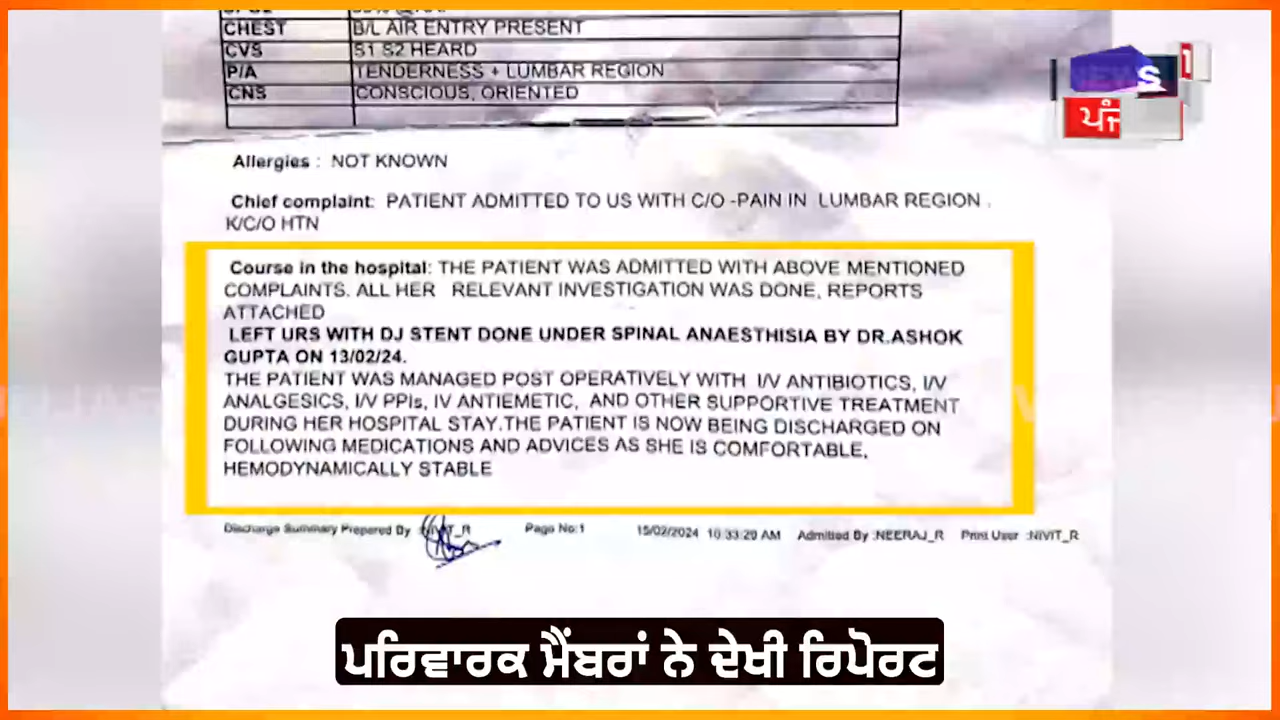 CHEST B/L AIR ENTRY PRESENT
CVS S1 S2 HEARD
P/A TENDERNESS + LUMBAR REGION
CNS CONSCIOUS, ORIENTED
NEWS
Allergies : NOT KNOWN
Chief complaint: PATIENT ADMITTED TO US WITH C/O -PAIN IN LUMBAR REGION .
K/C/O HTN
Course in the hospital: THE PATIENT WAS ADMITTED WITH ABOVE MENTIONED
COMPLAINTS. ALL HER RELEVANT INVESTIGATION WAS DONE, REPORTS
ATTACHED
LEFT URS WITH DJ STENT DONE UNDER SPINAL ANAESTHISIA BY DR.ASHOK
GUPTA ON 13/02/24.
THE PATIENT WAS MANAGED POST OPERATIVELY WITH I/V ANTIBIOTICS, I/V
ANALGESICS, I/V PPIs, IV ANTIEMETIC, AND OTHER SUPPORTIVE TREATMENT
DURING HER HOSPITAL STAY.THE PATIENT IS NOW BEING DISCHARGED ON
FOLLOWING MEDICATIONS AND ADVICES AS SHE IS COMFORTABLE,
HEMODYNAMICALLY STABLE
Discharge Summary Prepared By :NIVIT_R Page No:1 15/02/2024 10:33:29 AM Admitted By :NEERAJ_R Print User :NIVIT_R
ਪਰਿਵਾਰਕ ਮੈਂਬਰਾਂ ਨੇ ਦੇਖੀ ਰਿਪੋਰਟ